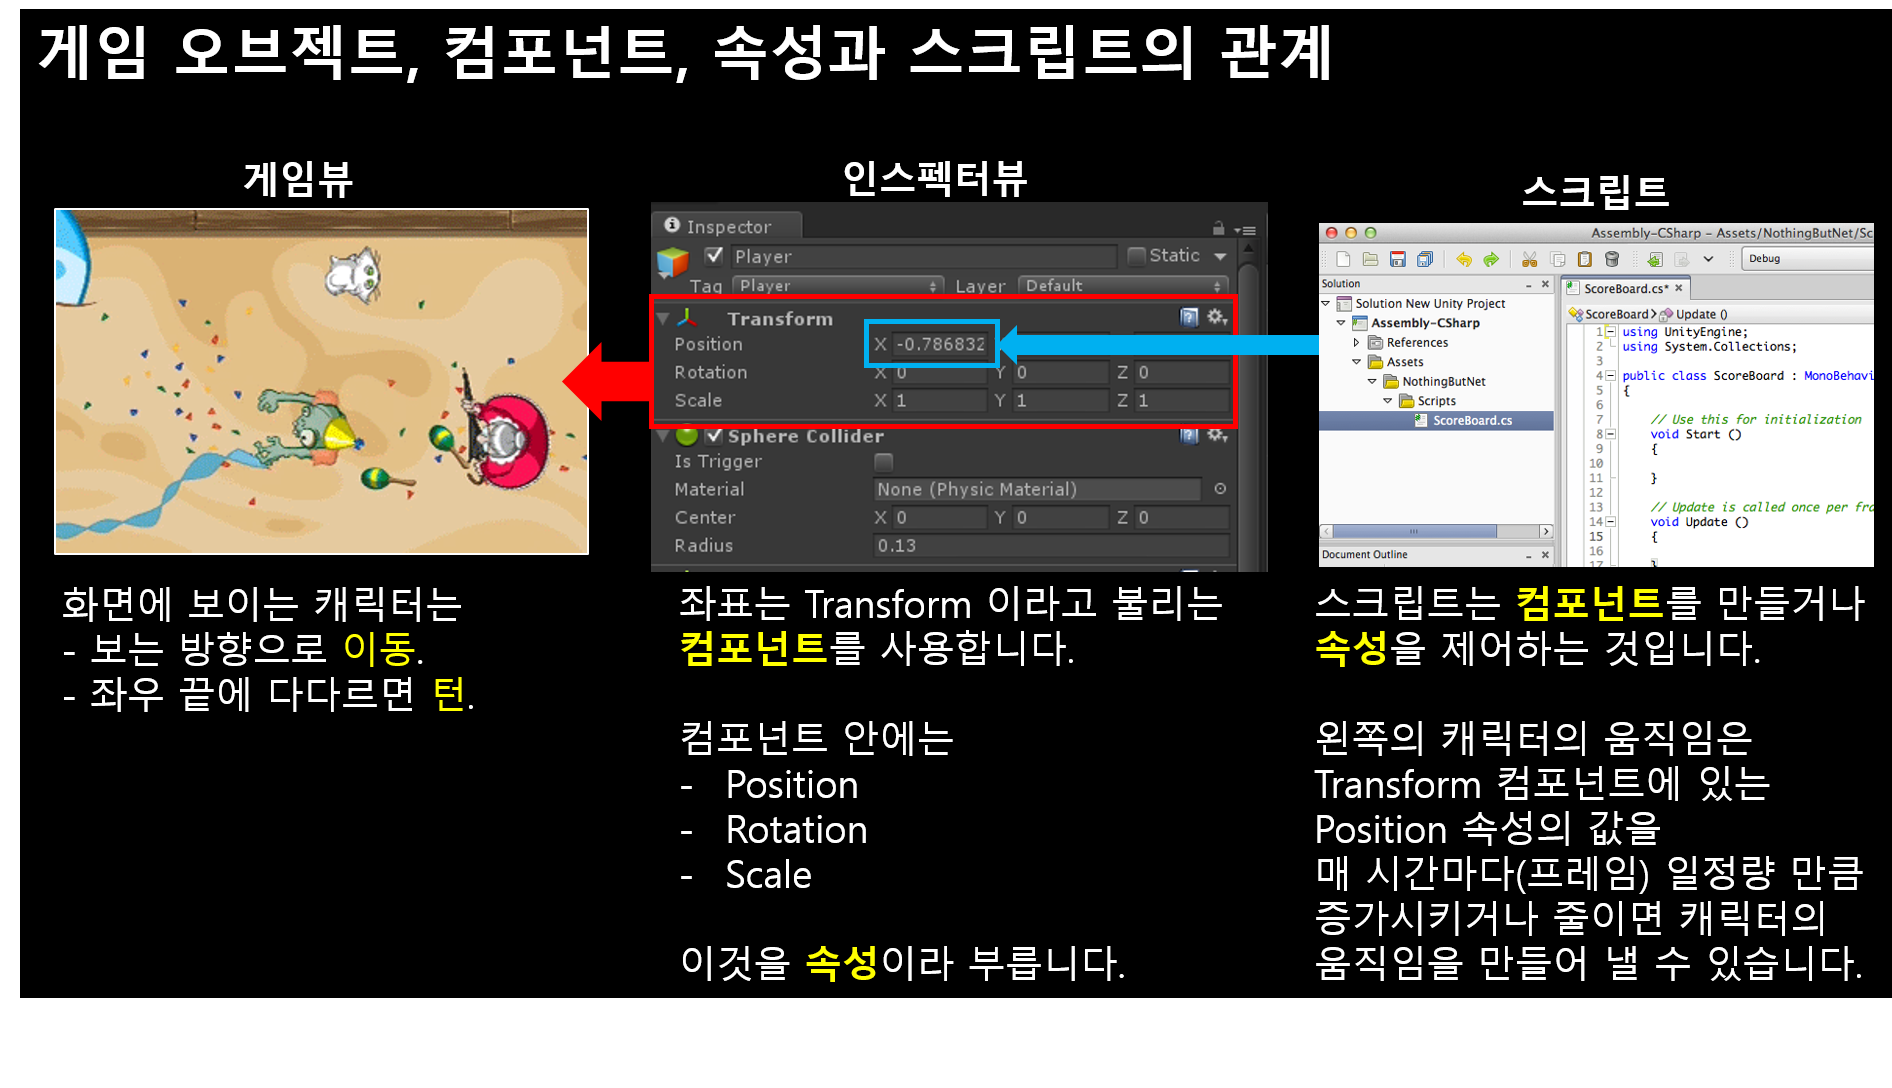 게임 오브젝트, 컴포넌트, 속성과 스크립트의 관계
게임뷰
화면에 보이는 캐릭터는
- 보는 방향으로 이동.
- 좌우 끝에 다다르면 턴.
인스펙터뷰
Inspector
Player
Static
Tag Player Layer Default
Transform
Position X -0.786832
Rotation X 0 Y 0 Z 0
Scale X 1 Y 1 Z 1
Sphere Collider
Is Trigger
Material None (Physic Material)
Center X 0 Y 0 Z 0
Radius 0.13
좌표는 Transform 이라고 불리는
컴포넌트를 사용합니다.
컴포넌트 안에는
- Position
- Rotation
- Scale
이것을 속성이라 부릅니다.
스크립트
Assembly-CSharp - Assets/NothingButNet/Sc
Debug
Solution
Solution New Unity Project
Assembly-CSharp
References
Assets
NothingButNet
Scripts
ScoreBoard.cs
Document Outline
ScoreBoard.cs*
ScoreBoard Update ()
1 using UnityEngine;
2 using System.Collections;
3
4 public class ScoreBoard : MonoBehavi
5 {
6
7 // Use this for initialization
8 void Start ()
9 {
10
11 }
12
13 // Update is called once per fra
14 void Update ()
15 {
16
17 }
스크립트는 컴포넌트를 만들거나
속성을 제어하는 것입니다.
왼쪽의 캐릭터의 움직임은
Transform 컴포넌트에 있는
Position 속성의 값을
매 시간마다(프레임) 일정량 만큼
증가시키거나 줄이면 캐릭터의
움직임을 만들어 낼 수 있습니다.